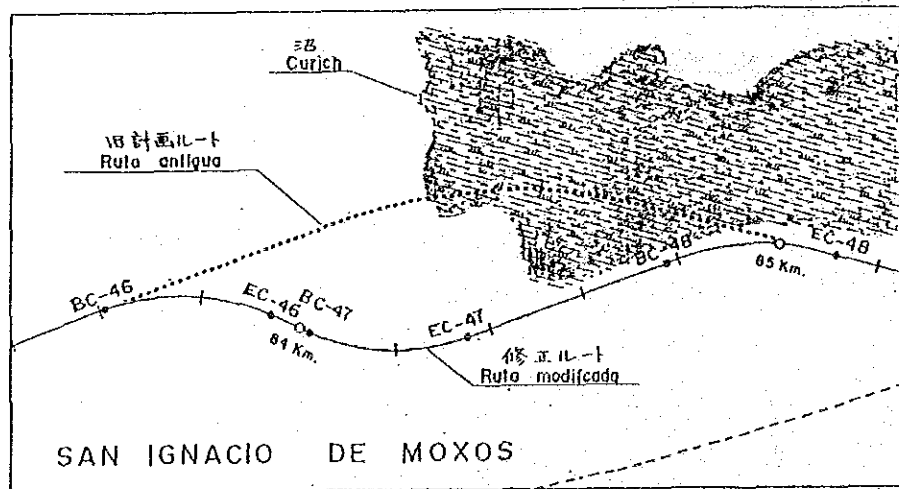 沼
Curich
旧計画ルート
Ruta antigua
BC-46
EC-46
BC-47
84 Km.
EC-47
BC-48
EC-48
85 Km.
修正ルート
Ruta modifcada
SAN IGNACIO DE MOXOS